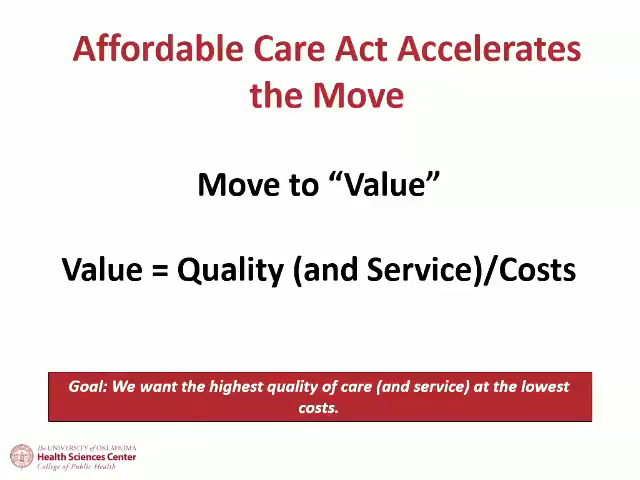 Affordable Care Act Accelerates
the Move
Move to “Value”
Value = Quality (and Service)/Costs
Goal: We want the highest quality of care (and service) at the lowest
costs.
The UNIVERSITY of OKLAHOMA
Health Sciences Center
College of Public Health